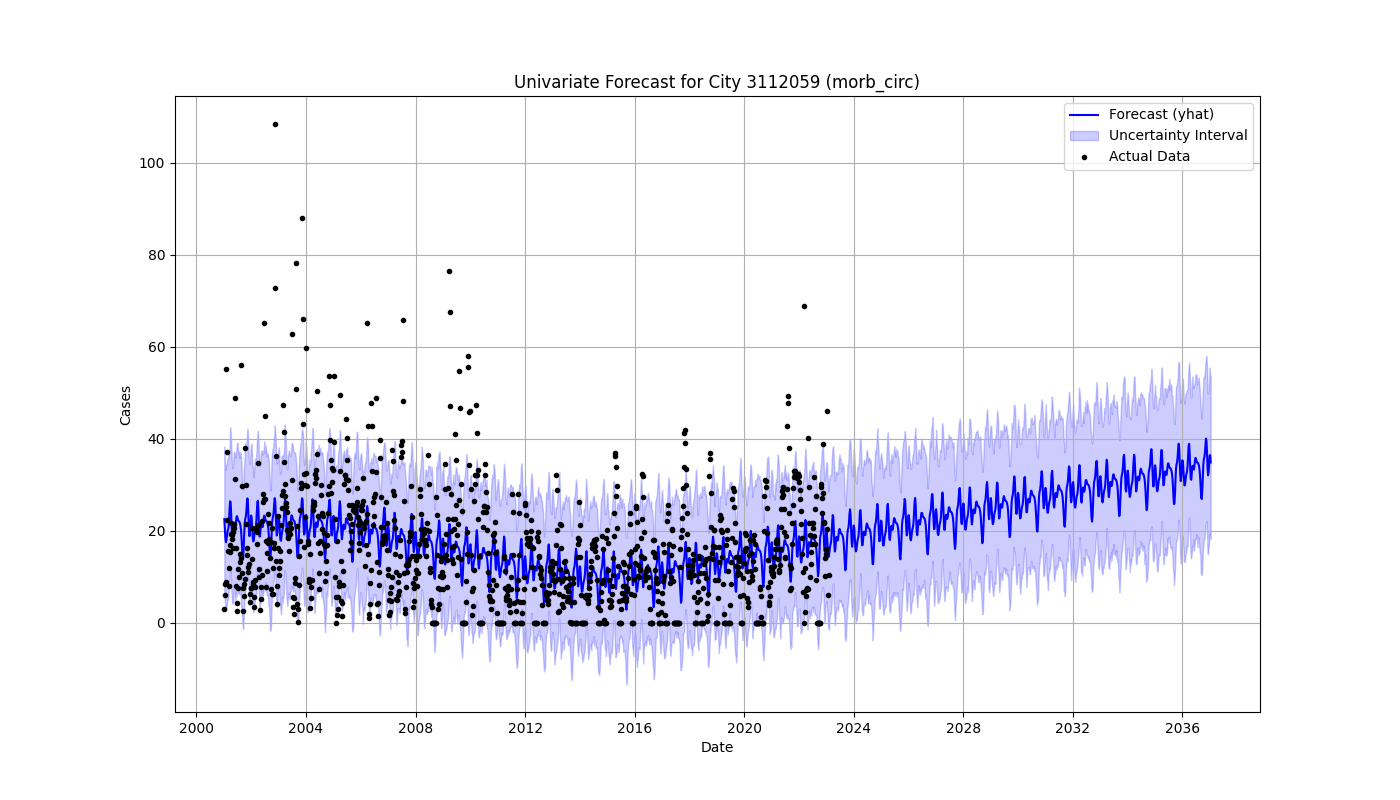 Univariate Forecast for City 3112059 (morb_circ)
Forecast (yhat)
Uncertainty Interval
Actual Data
Cases
100
80
60
40
20
0
2000 2004 2008 2012 2016 2020 2024 2028 2032 2036
Date